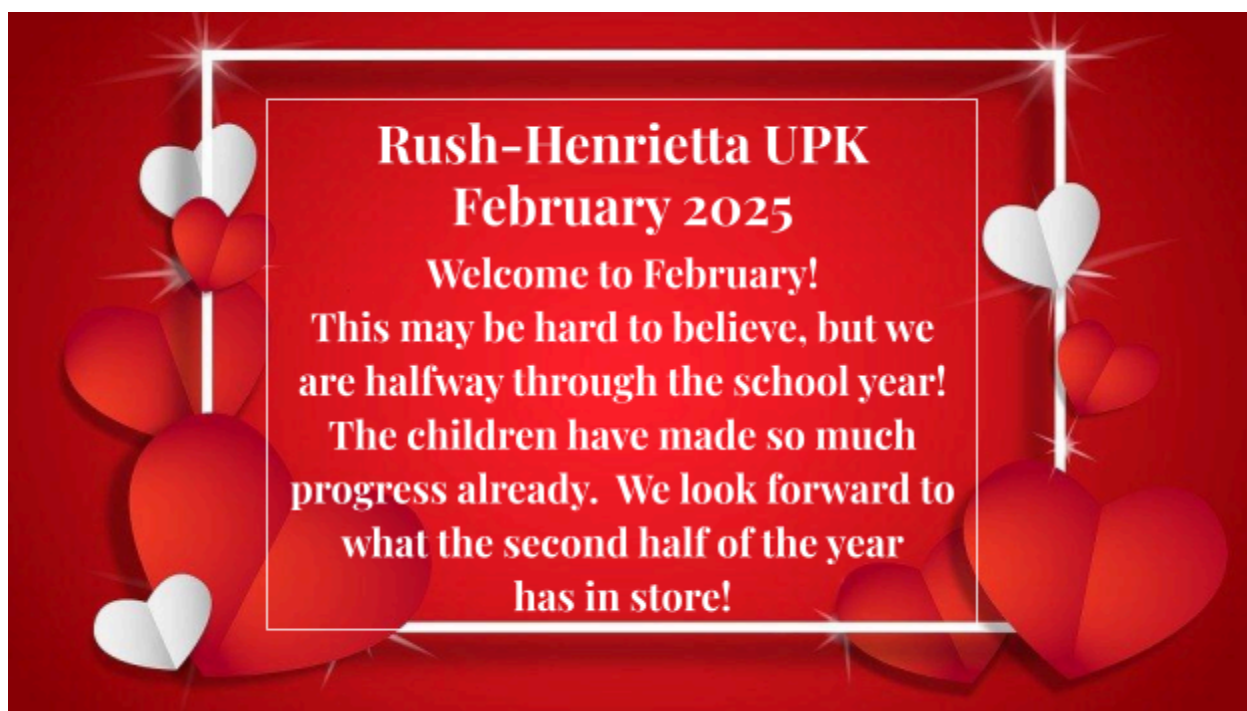 Rush-Henrietta UPK
February 2025
Welcome to February!
This may be hard to believe, but we
are halfway through the school year!
The children have made so much
progress already.  We look forward to
what the second half of the year
has in store!